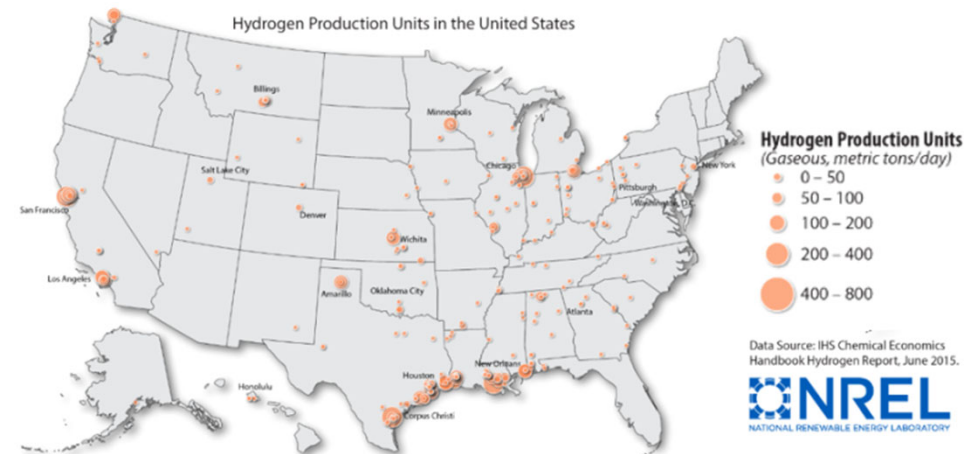 Hydrogen Production Units in the United States
Billings
Minneapolis
Chicago
New York
Salt Lake City
Pittsburgh
Washington, D.C.
San Francisco
Denver
Wichita
Los Angeles
Amarillo
Oklahoma City
Atlanta
New Orleans
Houston
Honolulu
Corpus Christi
Hydrogen Production Units
(Gaseous, metric tons/day)
0 – 50
50 – 100
100 – 200
200 – 400
400 – 800
Data Source: IHS Chemical Economics
Handbook Hydrogen Report, June 2015.
NREL
NATIONAL RENEWABLE ENERGY LABORATORY